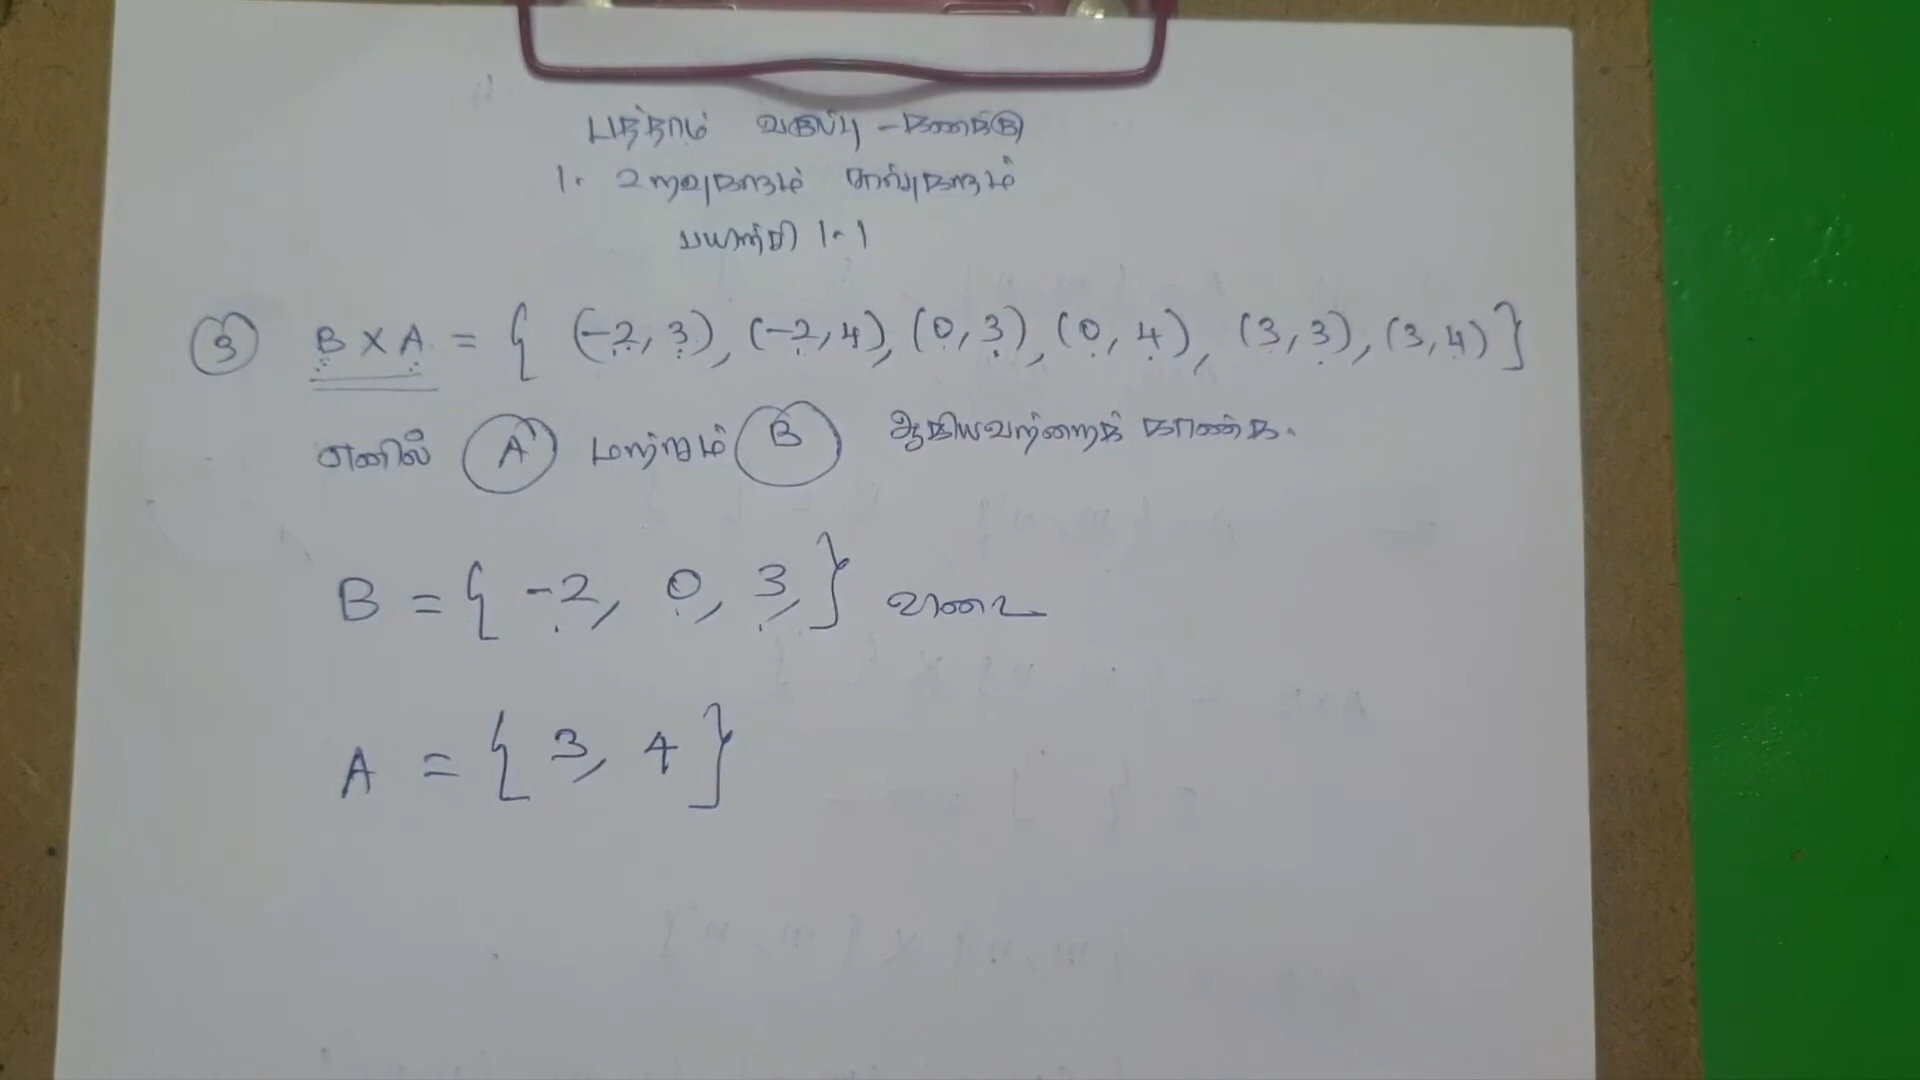 பத்தாம் வகுப்பு - கணக்கு
1. உறவுகளும் சார்புகளும்
பயிற்சி 1.1
3 B X A = { (-2, 3), (-2, 4), (0, 3), (0, 4), (3, 3), (3, 4) }
எனில் A மற்றும் B ஆகியவற்றைக் காண்க.
B = { -2, 0, 3, } விடை
A = { 3, 4 }